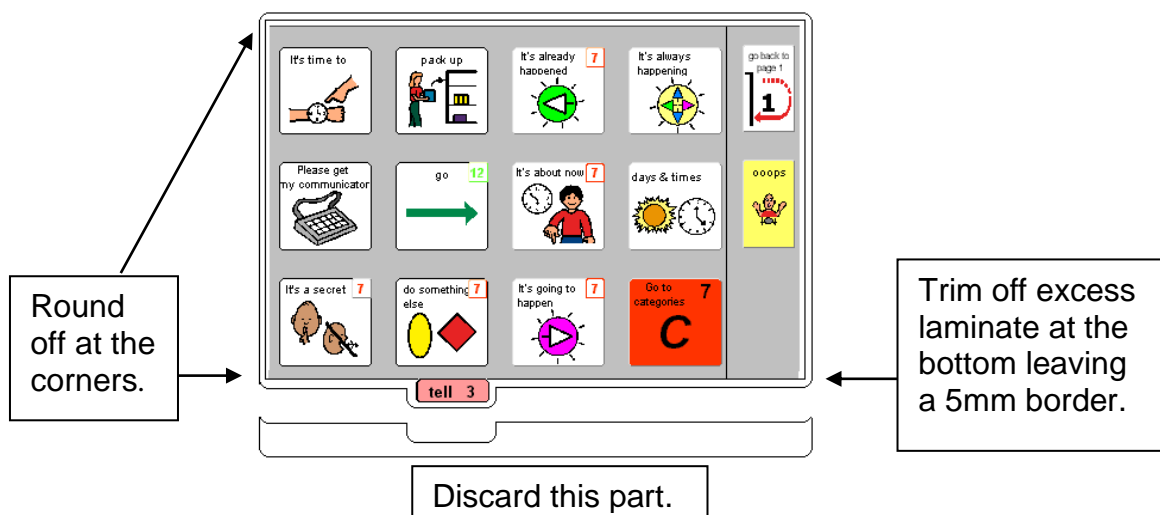 It's time to
pack up
It's already 7
happened
It's always
happening
go back to
page 1
1
Please get
my communicator
go 12
It's about now 7
days & times
ooops
It's a secret 7
do something 7
else
It's going to 7
happen
Go to 7
categories
C
tell 3
Round
off at the
corners.
Trim off excess
laminate at the
bottom leaving
a 5mm border.
Discard this part.